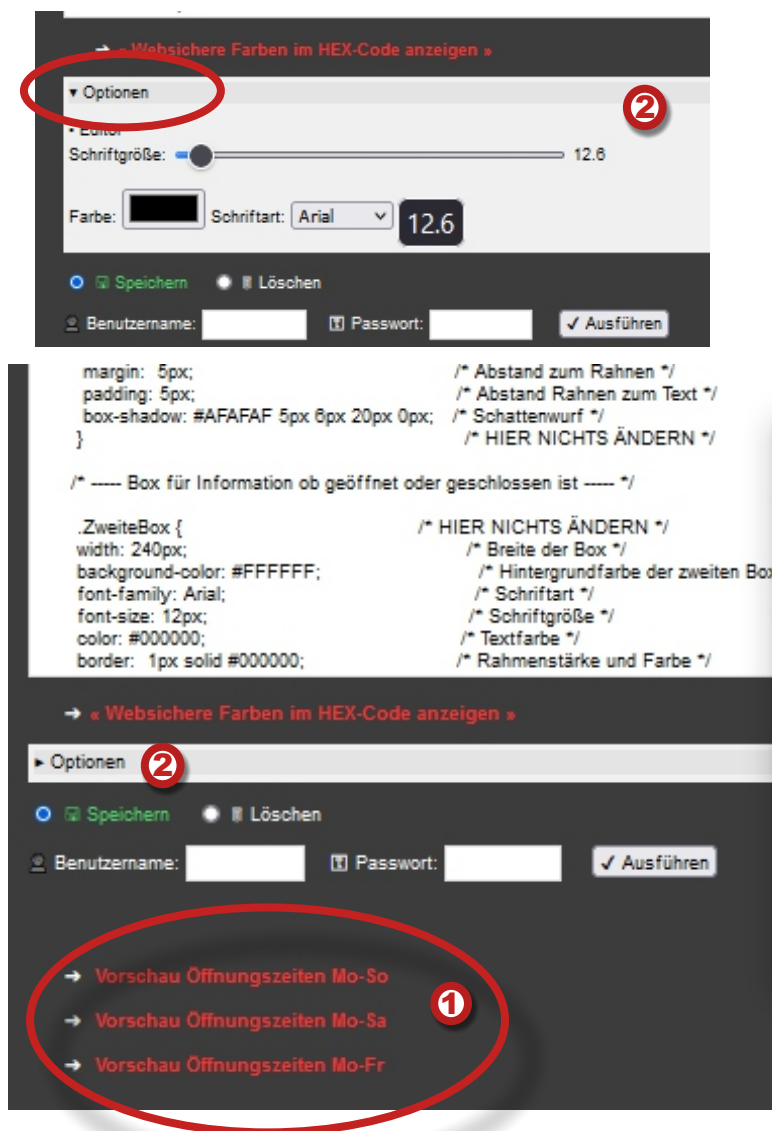 ➔ « Websichere Farben im HEX-Code anzeigen »
▾ Optionen
• Editor
Schriftgröße: 12.6
Farbe: Schriftart: Arial 12.6
Speichern Löschen
Benutzername: Passwort: ✓ Ausführen
2
margin: 5px; /* Abstand zum Rahnen */
padding: 5px; /* Abstand Rahnen zum Text */
box-shadow: #AFAFAF 5px 6px 20px 0px; /* Schattenwurf */
} /* HIER NICHTS ÄNDERN */
/* ----- Box für Information ob geöffnet oder geschlossen ist ----- */
.ZweiteBox { /* HIER NICHTS ÄNDERN */
width: 240px; /* Breite der Box */
background-color: #FFFFFF; /* Hintergrundfarbe der zweiten Box
font-family: Arial; /* Schriftart */
font-size: 12px; /* Schriftgröße */
color: #000000; /* Textfarbe */
border: 1px solid #000000; /* Rahmenstärke und Farbe */
➔ « Websichere Farben im HEX-Code anzeigen »
▸ Optionen 2
Speichern Löschen
Benutzername: Passwort: ✓ Ausführen
➔ Vorschau Öffnungszeiten Mo-So
➔ Vorschau Öffnungszeiten Mo-Sa
➔ Vorschau Öffnungszeiten Mo-Fr
1